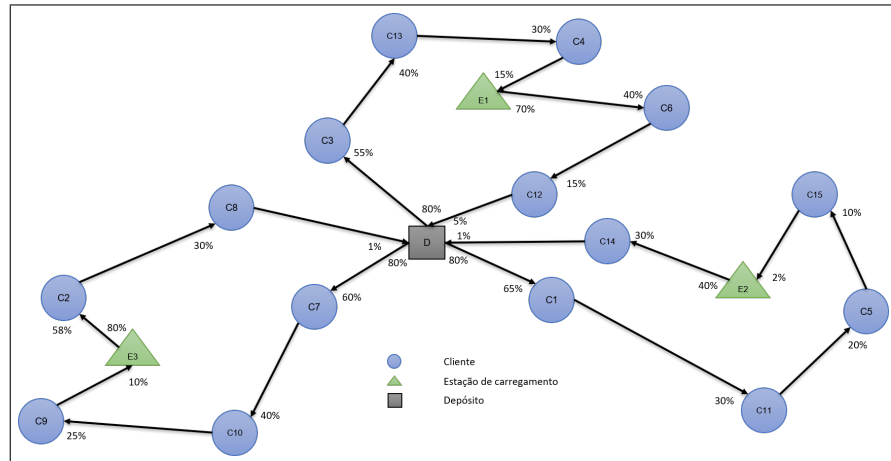 C13
30%
C4
40%
15%
E1
70%
40%
C6
C3
55%
15%
C12
80%
5%
C15
10%
C8
30%
1%
D
1%
80%
80%
C14
30%
2%
E2
40%
C2
58%
80%
E3
10%
60%
C7
65%
C1
C5
20%
Cliente
Estação de carregamento
Depósito
40%
30%
C11
C9
25%
C10